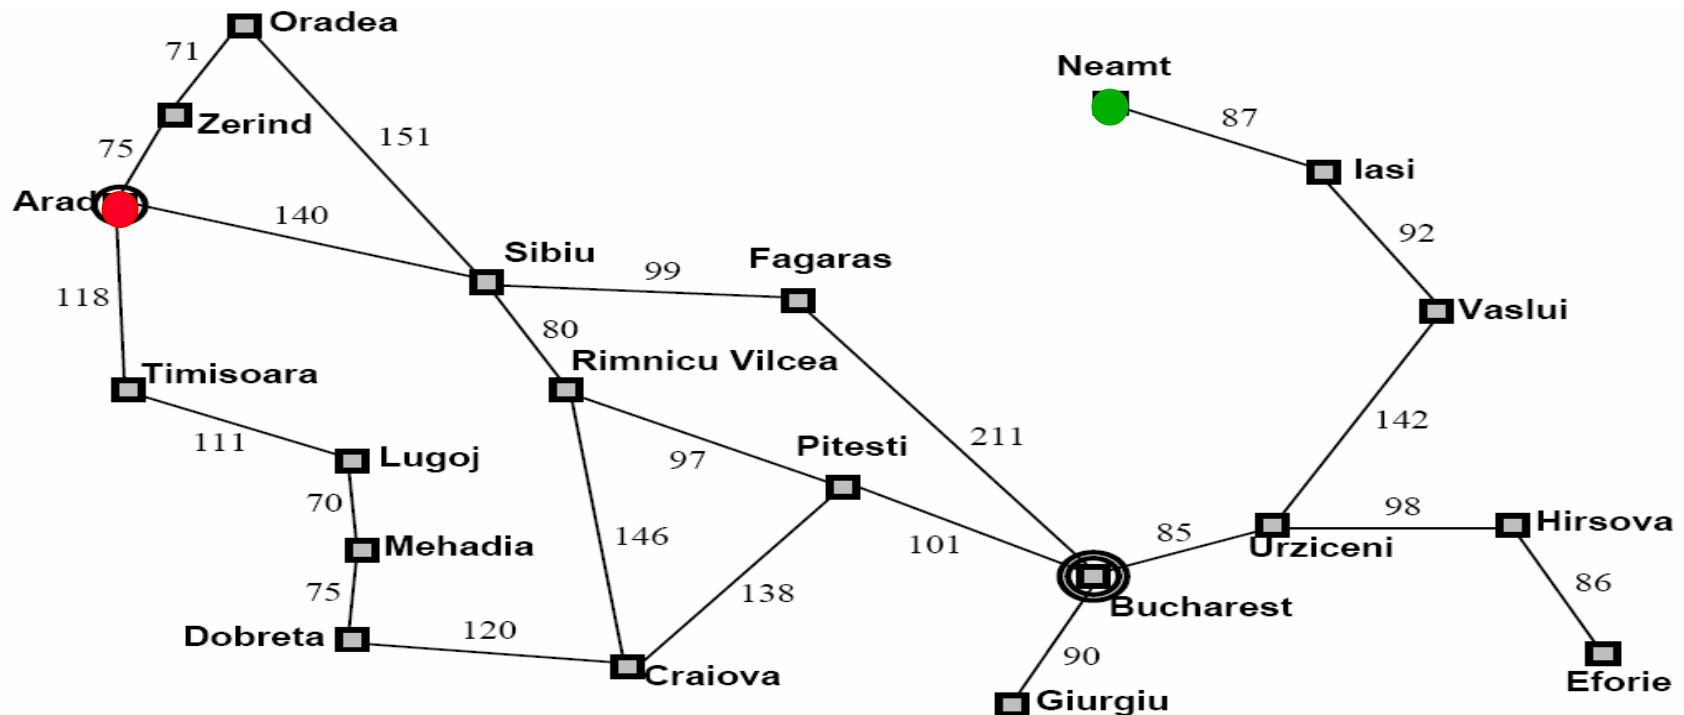 Oradea
71
Neamt
87
Zerind
151
75
Iasi
Arad
140
92
Sibiu
Fagaras
99
118
Vaslui
80
Rimnicu Vilcea
Timisoara
142
211
111
Pitesti
Lugoj
97
70
98
Hirsova
146
85
Urziceni
Mehadia
101
86
75
138
Bucharest
120
Dobreta
90
Craiova
Eforie
Giurgiu